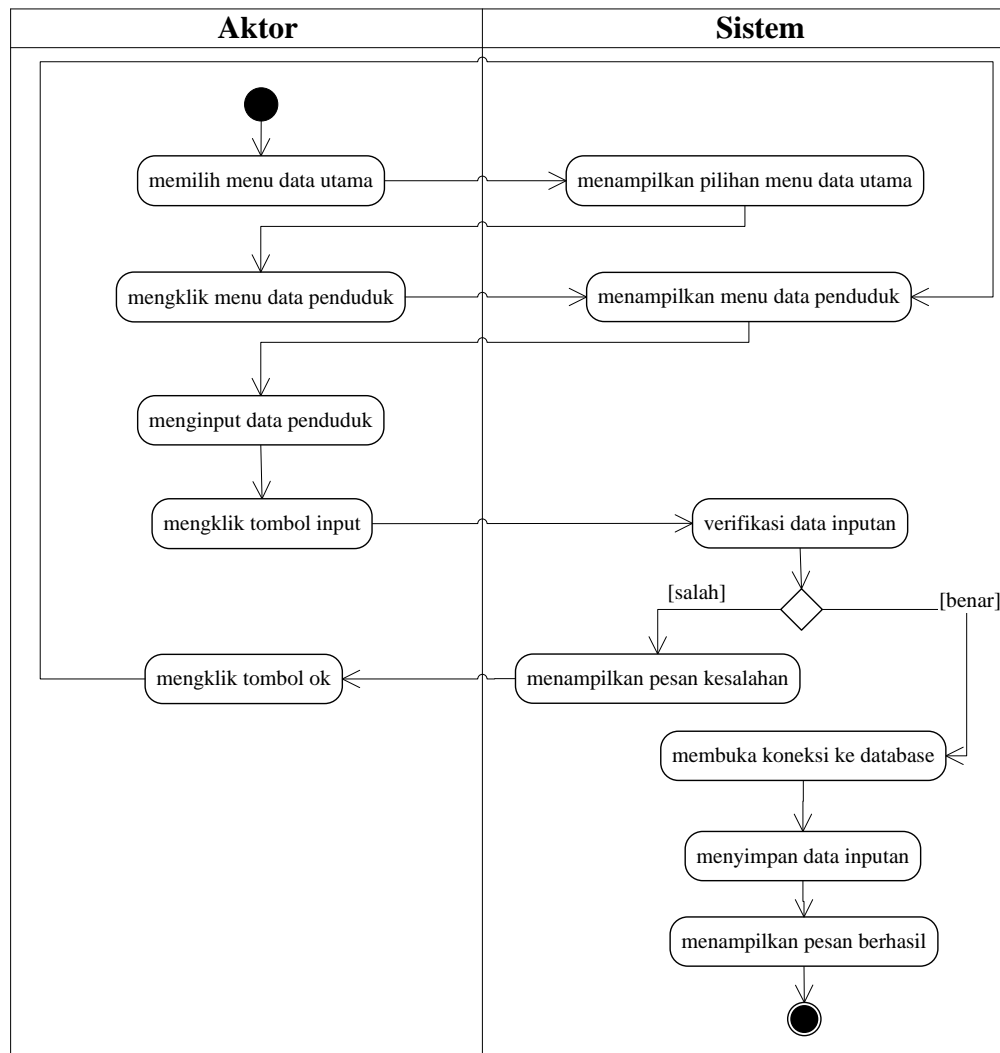 Aktor
Sistem
memilih menu data utama
menampilkan pilihan menu data utama
mengklik menu data penduduk
menampilkan menu data penduduk
menginput data penduduk
mengklik tombol input
verifikasi data inputan
[salah]
[benar]
mengklik tombol ok
menampilkan pesan kesalahan
membuka koneksi ke database
menyimpan data inputan
menampilkan pesan berhasil